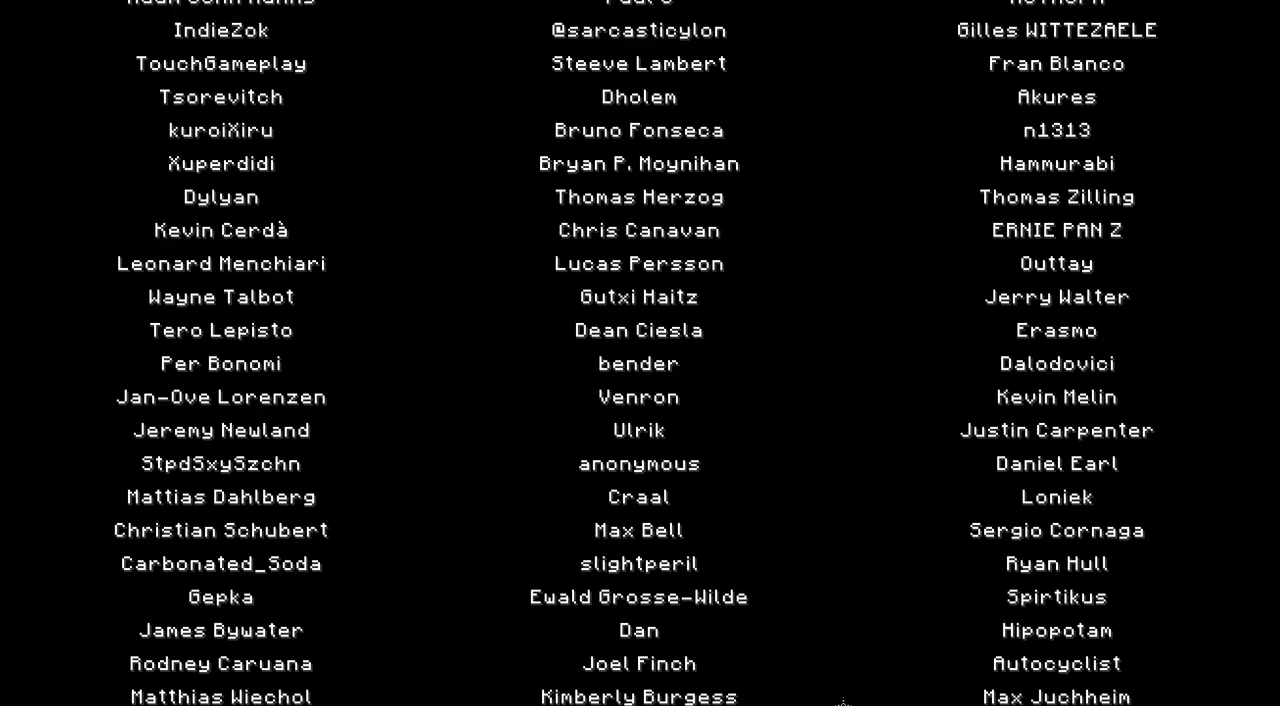 IndieZok @sarcasticylon Gilles WITTEZAELE
TouchGameplay Steeve Lambert Fran Blanco
Tsorevitch Dholem Akures
kuroiXiru Bruno Fonseca n1313
Xuperdidi Bryan P. Moynihan Hammurabi
Dylyan Thomas Herzog Thomas Zilling
Kevin Cerdà Chris Canavan ERNIE PAN Z
Leonard Menchiari Lucas Persson Outtay
Wayne Talbot Gutxi Haitz Jerry Walter
Tero Lepisto Dean Ciesla Erasmo
Per Bonomi bender Dalodovici
Jan-Ove Lorenzen Venron Kevin Melin
Jeremy Newland Ulrik Justin Carpenter
StpdSxySzchn anonymous Daniel Earl
Mattias Dahlberg Craal Loniek
Christian Schubert Max Bell Sergio Cornaga
Carbonated_Soda slightperil Ryan Hull
Gepka Ewald Grosse-Wilde Spirtikus
James Bywater Dan Hipopotam
Rodney Caruana Joel Finch Autocyclist
Matthias Wiechol Kimberly Burgess Max Juchheim